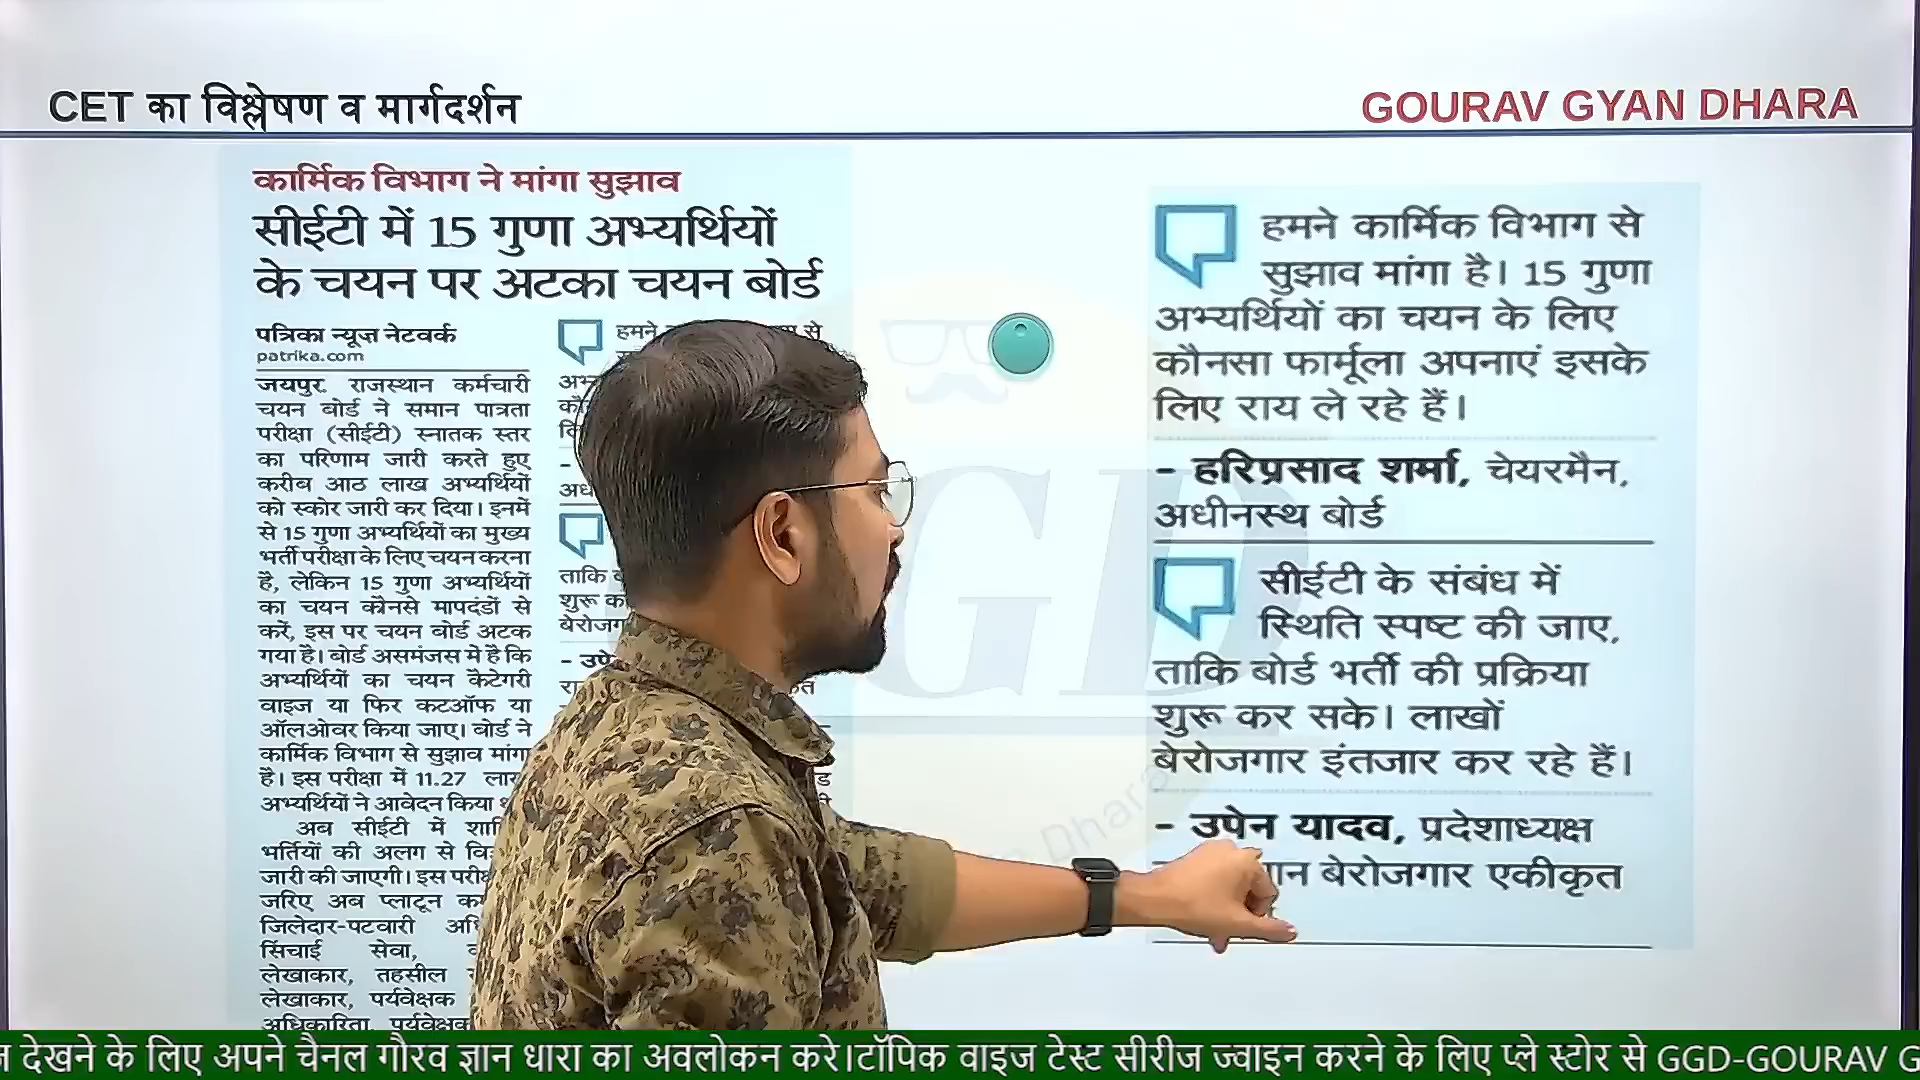 CET का विश्लेषण व मार्गदर्शन
GOURAV GYAN DHARA
कार्मिक विभाग ने मांगा सुझाव
सीईटी में 15 गुणा अभ्यर्थियों
के चयन पर अटका चयन बोर्ड
पत्रिका न्यूज़ नेटवर्क
patrika.com
जयपुर. राजस्थान कर्मचारी
चयन बोर्ड ने समान पात्रता
परीक्षा (सीईटी) स्नातक स्तर
का परिणाम जारी करते हुए
करीब आठ लाख अभ्यर्थियों
को स्कोर जारी कर दिया। इनमें
से 15 गुणा अभ्यर्थियों का मुख्य
भर्ती परीक्षा के लिए चयन करना
है, लेकिन 15 गुणा अभ्यर्थियों
का चयन कौनसे मापदंडों से
करें, इस पर चयन बोर्ड अटक
गया है। बोर्ड असमंजस में है कि
अभ्यर्थियों का चयन कैटेगरी
वाइज या फिर कटऑफ या
ऑलओवर किया जाए। बोर्ड ने
कार्मिक विभाग से सुझाव मांगा
है। इस परीक्षा में 11.27
अभ्यर्थियों ने आवेदन किया
अब सीईटी में
भर्तियों की अलग से
जारी की जाएगी। इस
जरिए अब प्लाटून
जिलेदार-पटवारी
सिंचाई सेवा,
लेखाकार, तहसील
लेखाकार, पर्यवेक्षक
अधिकारिता, पर्यवेक्षक
हमने से
ताकि
शुरू
हमने कार्मिक विभाग से
सुझाव मांगा है। 15 गुणा
अभ्यर्थियों का चयन के लिए
कौनसा फार्मूला अपनाएं इसके
लिए राय ले रहे हैं।
- हरिप्रसाद शर्मा, चेयरमैन,
अधीनस्थ बोर्ड
सीईटी के संबंध में
स्थिति स्पष्ट की जाए,
ताकि बोर्ड भर्ती की प्रक्रिया
शुरू कर सके। लाखों
बेरोजगार इंतजार कर रहे हैं।
- उपेन यादव, प्रदेशाध्यक्ष
बेरोजगार एकीकृत
GD
Dhara
देखने के लिए अपने चैनल गौरव ज्ञान धारा का अवलोकन करे।टॉपिक वाइज टेस्ट सीरीज ज्वाइन करने के लिए प्ले स्टोर से GGD-GOURAV G